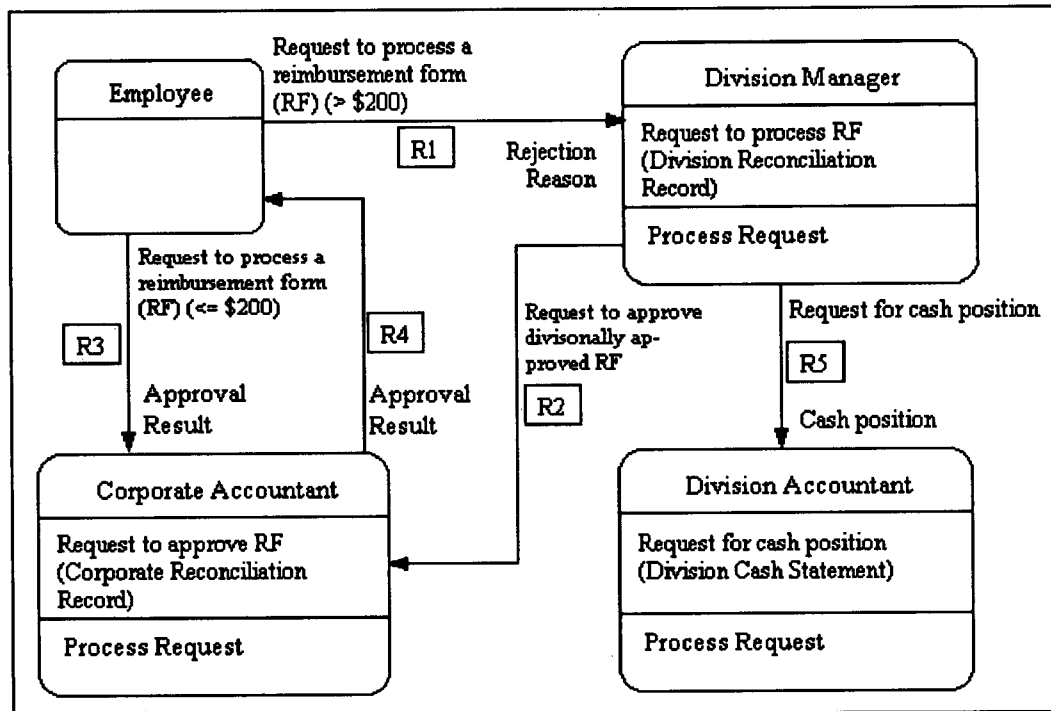 Employee
Request to process a
reimbursement form
(RF) (> $200)
R1
Rejection
Reason
Division Manager
Request to process RF
(Division Reconciliation
Record)
Process Request
Request to process a
reimbursement form
(RF) (<= $200)
R3
Approval
Result
R4
Approval
Result
Request to approve
divisonally ap-
proved RF
R2
Request for cash position
R5
Cash position
Corporate Accountant
Request to approve RF
(Corporate Reconciliation
Record)
Process Request
Division Accountant
Request for cash position
(Division Cash Statement)
Process Request